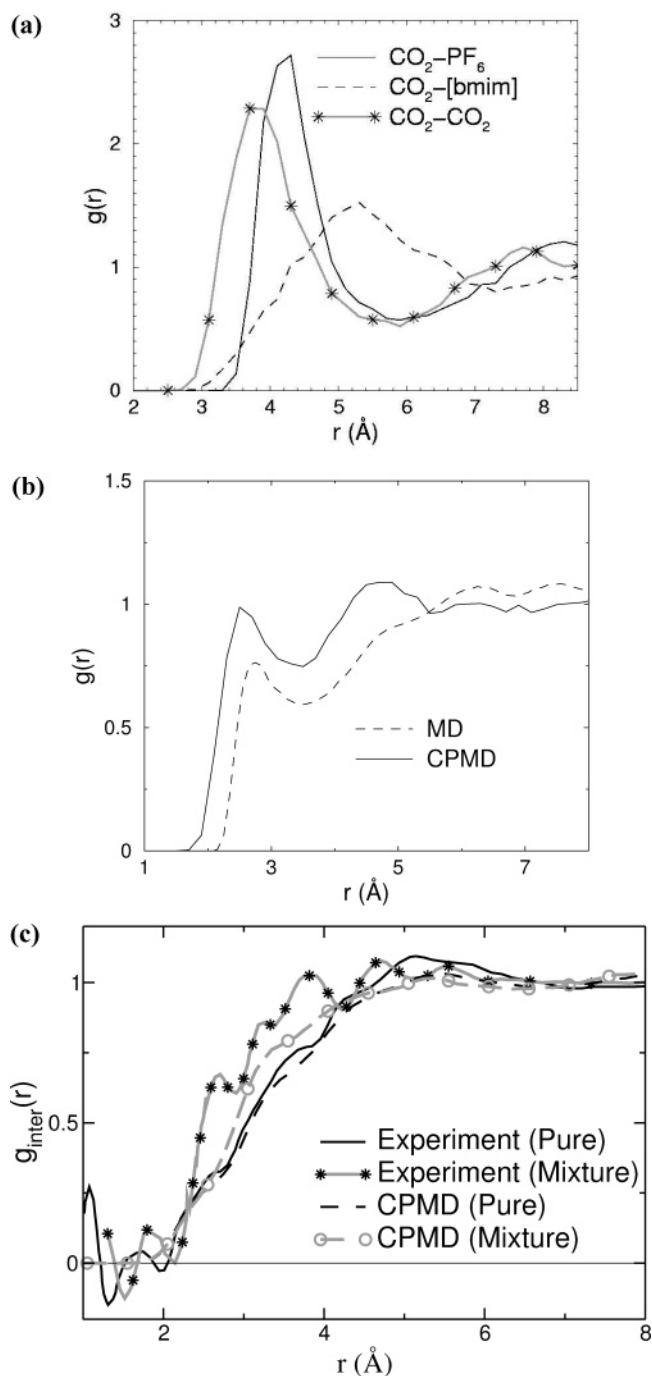 (a)
3
2
1
0
g(r)
CO2–PF6
CO2–[bmim]
CO2–CO2
2 3 4 5 6 7 8
r (Å)
(b)
1.5
1
0.5
0
g(r)
MD
CPMD
1 3 5 7
r (Å)
(c)
1
0.5
0
ginter(r)
Experiment (Pure)
Experiment (Mixture)
CPMD (Pure)
CPMD (Mixture)
2 4 6 8
r (Å)